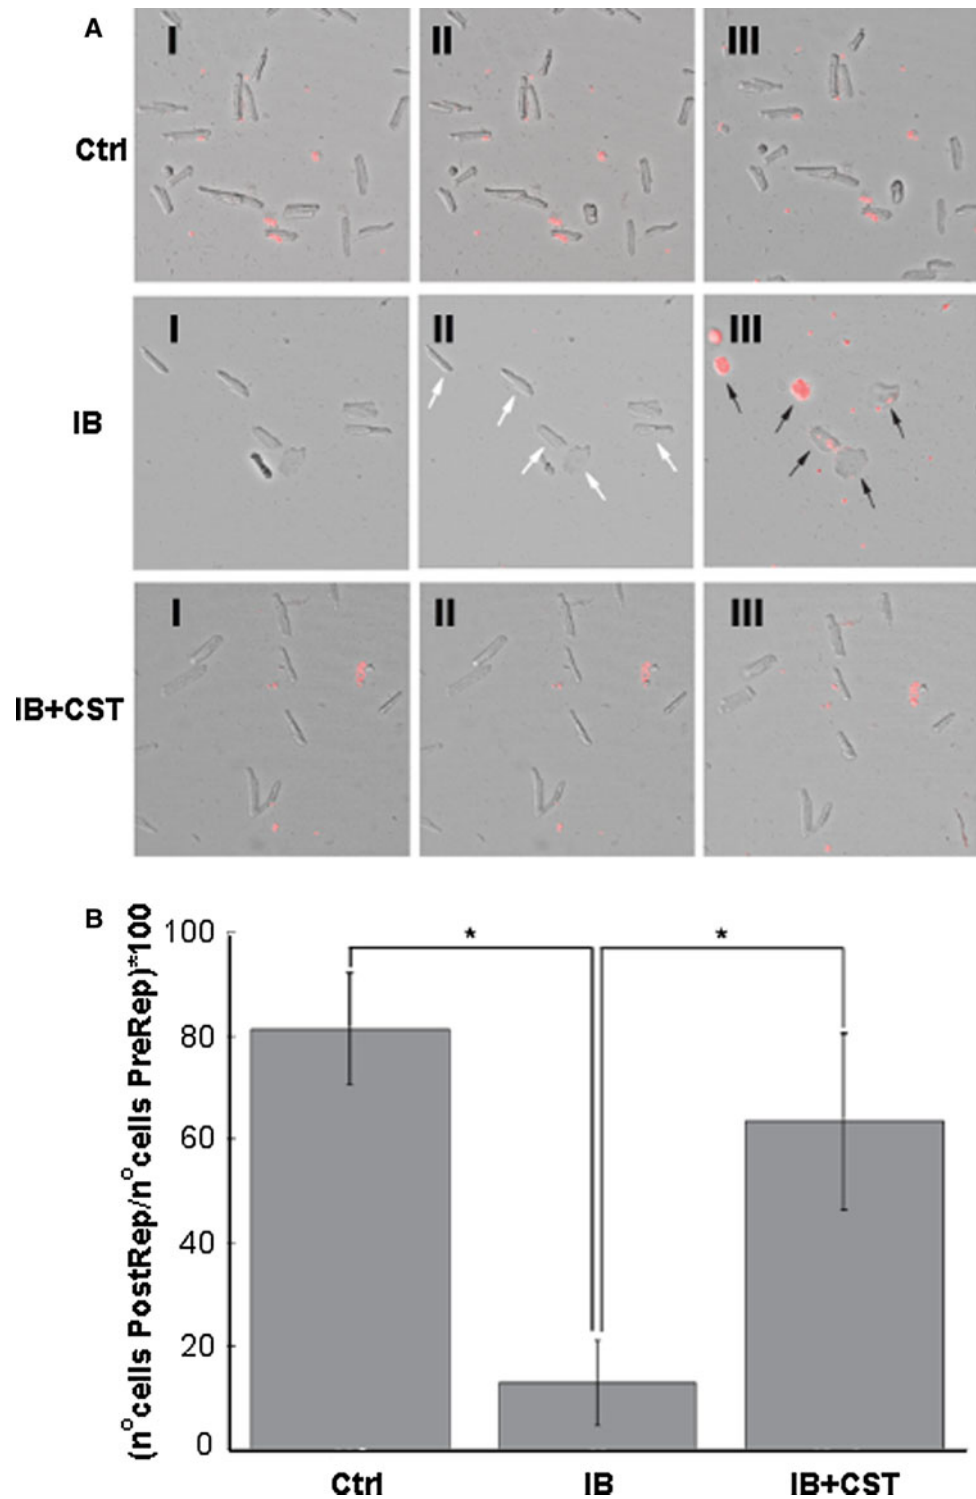 A
I II III
Ctrl
I II III
IB
I II III
IB+CST
B
(n°cells PostRep/n°cells PreRep)*100
100
80
60
40
20
0
* *
Ctrl IB IB+CST